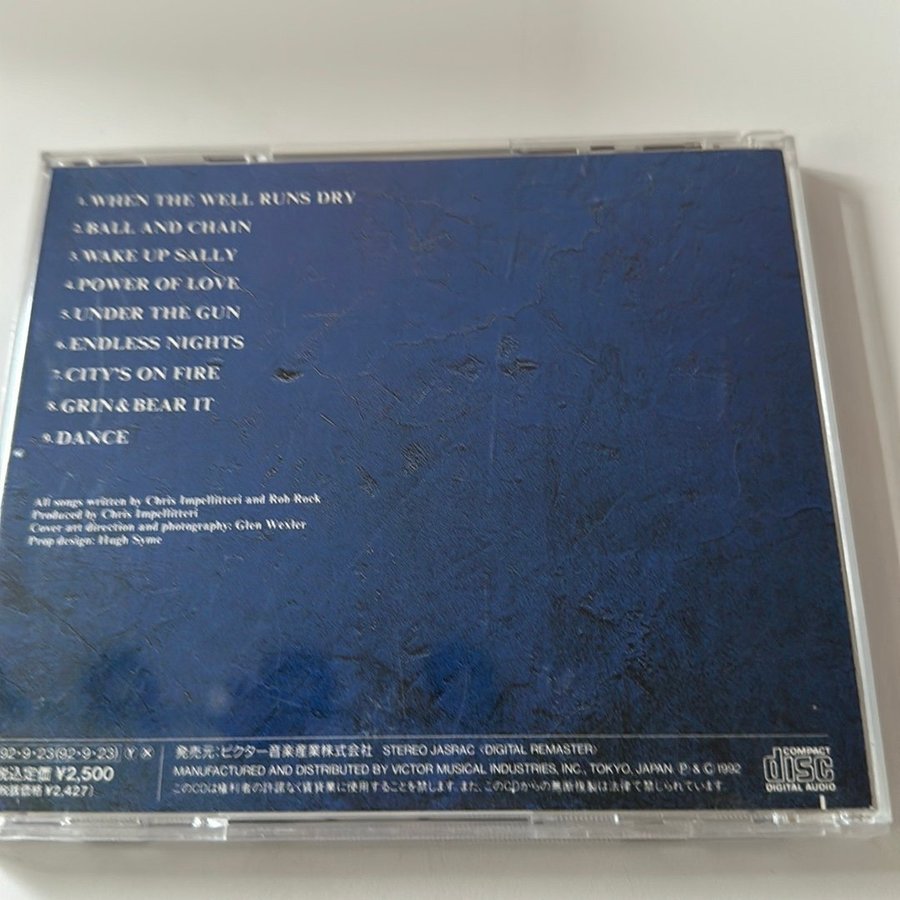 1.WHEN THE WELL RUNS DRY
2.BALL AND CHAIN
3.WAKE UP SALLY
4.POWER OF LOVE
5.UNDER THE GUN
6.ENDLESS NIGHTS
7.CITY'S ON FIRE
8.GRIN & BEAR IT
9.DANCE
All songs written by Chris Impellitteri and Rob Rock
Produced by Chris Impellitteri
Cover art direction and photography: Glen Wexler
Prop design: Hugh Syme
92・9・23(92・9・23) Ⓨ Ⓧ
税込定価 ¥2,500
税抜価格 ¥2,427
発売元:ビクター音楽産業株式会社 STEREO JASRAC 〈DIGITAL REMASTER〉
MANUFACTURED AND DISTRIBUTED BY VICTOR MUSICAL INDUSTRIES, INC., TOKYO, JAPAN. Ⓟ & © 1992
このCDは権利者の許諾なく賃貸業に使用することを禁じます。また、このCDからの無断複製は法律で禁じられています。
COMPACT
disc
DIGITAL AUDIO